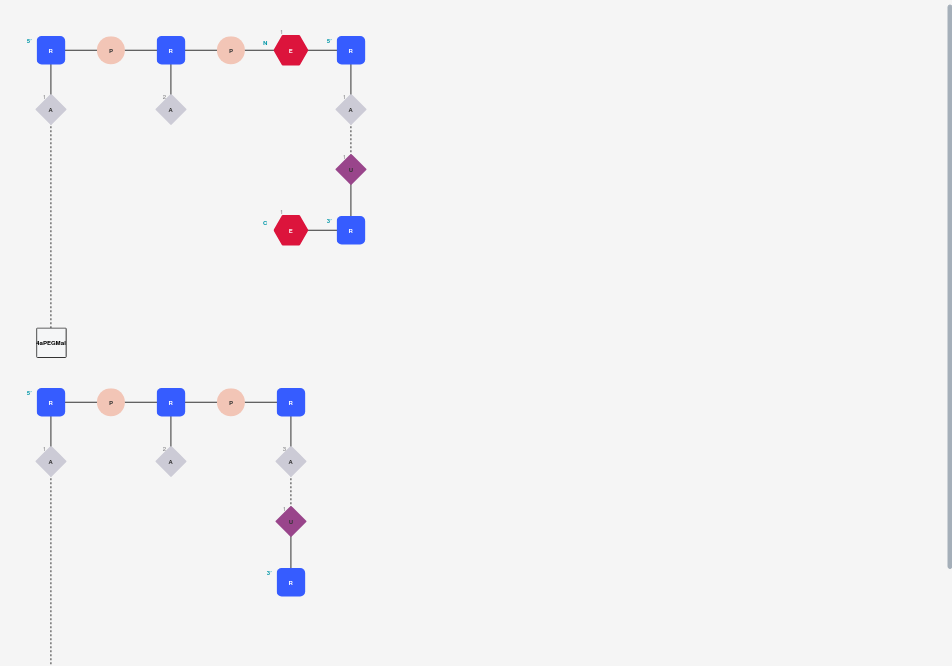 1
5' R P R P N E 5' R
1 2 1
A A A
1
U
1
C E 3' R
4aPEGMal
5' R P R P R
1 2 3
A A A
1
U
3' R